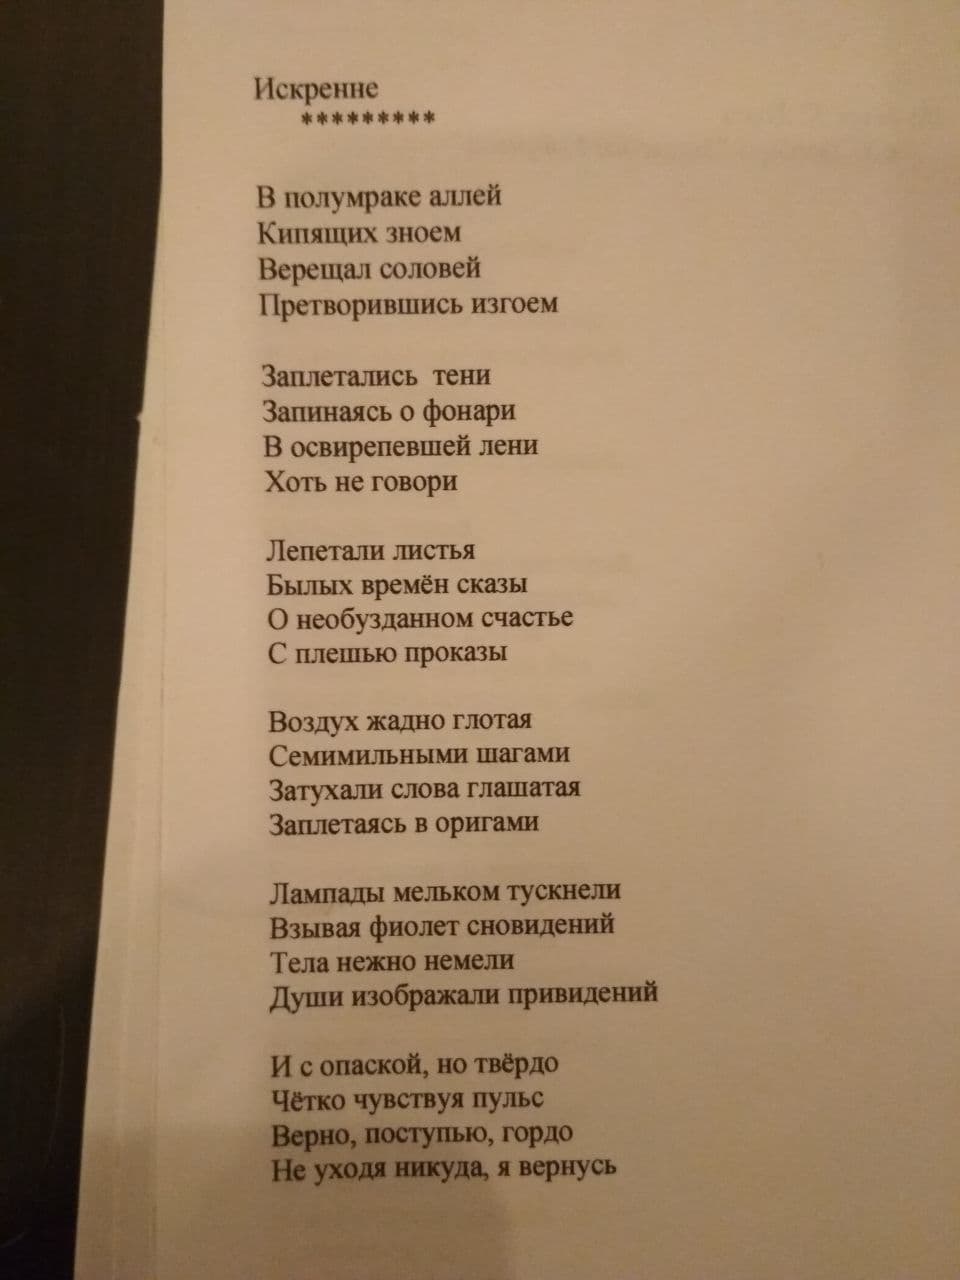 Искренне
*********
В полумраке аллей
Кипящих зноем
Верещал соловей
Претворившись изгоем
Заплетались тени
Запинаясь о фонари
В освирепевшей лени
Хоть не говори
Лепетали листья
Былых времён сказы
О необузданном счастье
С плешью проказы
Воздух жадно глотая
Семимильными шагами
Затухали слова глашатая
Заплетаясь в оригами
Лампады мельком тускнели
Взывая фиолет сновидений
Тела нежно немели
Души изображали привидений
И с опаской, но твёрдо
Чётко чувствуя пульс
Верно, поступью, гордо
Не уходя никуда, я вернусь